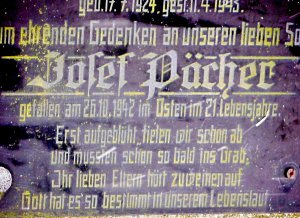 geb.17.7.1924, gest.11.4.1943.
um ehrenden Gedenken an unseren lieben So
Josef Pächer
gefallen am 26.10.1942 im Osten im 21. Lebensjahre.
Erst aufgeblüht, fielen wir schon ab
und mussten schon so bald ins Grab,
Ihr lieben Eltern hört zu weinen auf
Gott hat es so bestimmt in unserem Lebenslauf